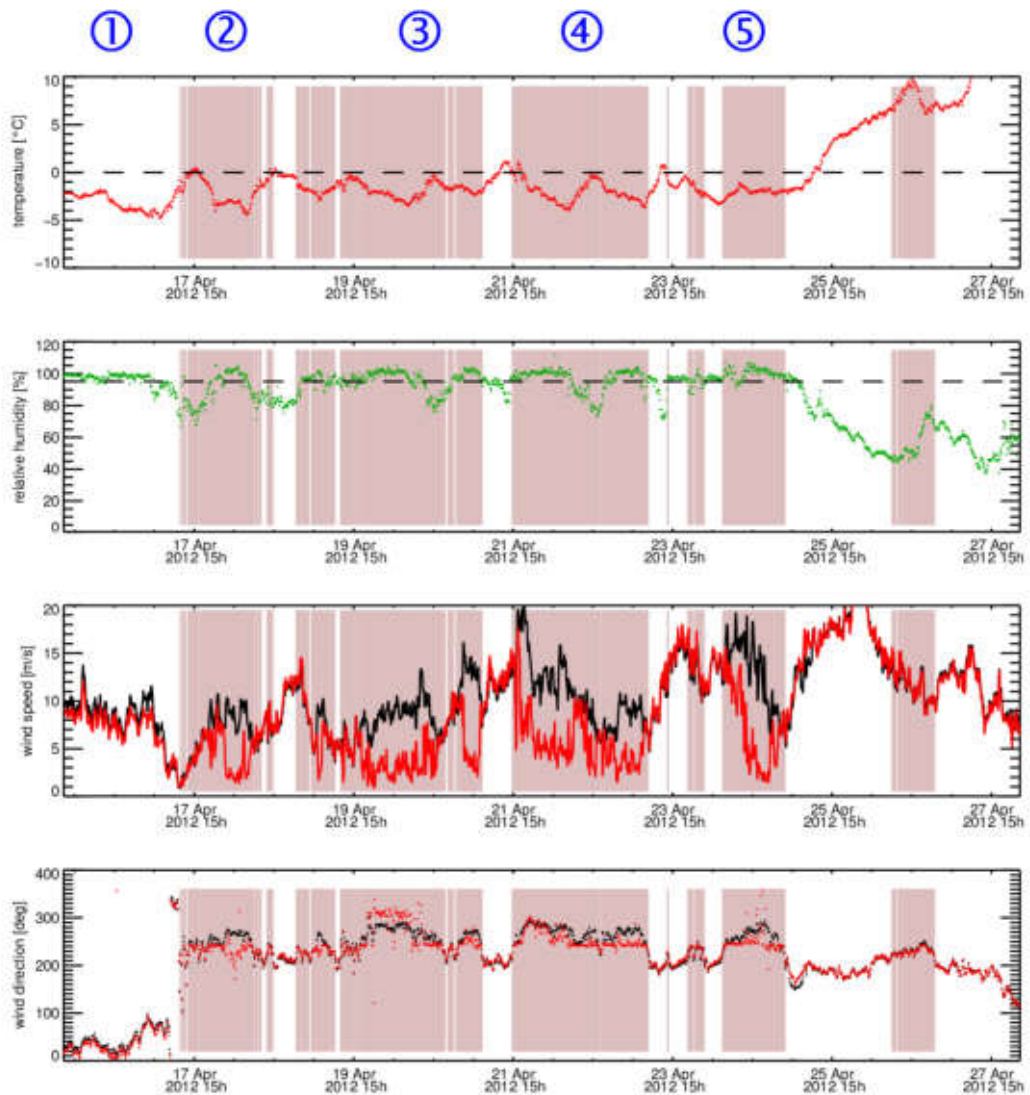 ① ② ③ ④ ⑤
temperature [°C]
10
5
0
−5
−10
17 Apr
2012 15h
19 Apr
2012 15h
21 Apr
2012 15h
23 Apr
2012 15h
25 Apr
2012 15h
27 Apr
2012 15h
relative humidity [%]
120
100
80
60
40
20
0
17 Apr
2012 15h
19 Apr
2012 15h
21 Apr
2012 15h
23 Apr
2012 15h
25 Apr
2012 15h
27 Apr
2012 15h
wind speed [m/s]
20
15
10
5
0
17 Apr
2012 15h
19 Apr
2012 15h
21 Apr
2012 15h
23 Apr
2012 15h
25 Apr
2012 15h
27 Apr
2012 15h
wind direction [deg]
400
300
200
100
0
17 Apr
2012 15h
19 Apr
2012 15h
21 Apr
2012 15h
23 Apr
2012 15h
25 Apr
2012 15h
27 Apr
2012 15h